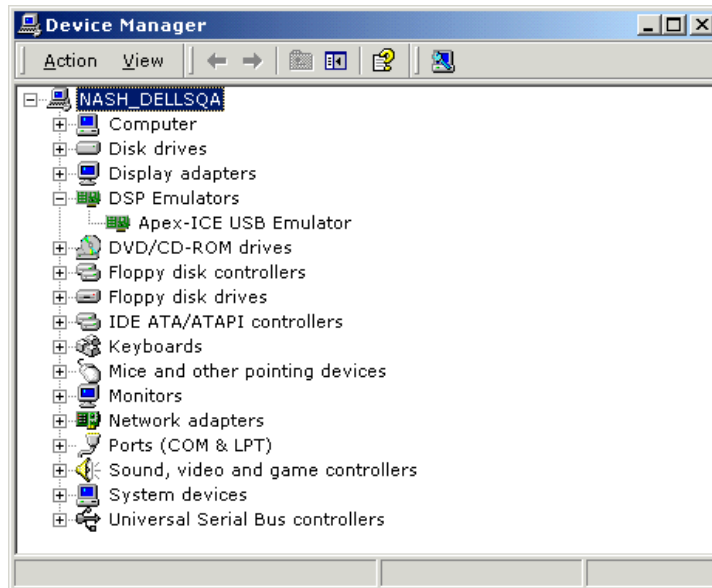 Device Manager
Action View
NASH_DELLSQA
Computer
Disk drives
Display adapters
DSP Emulators
Apex-ICE USB Emulator
DVD/CD-ROM drives
Floppy disk controllers
Floppy disk drives
IDE ATA/ATAPI controllers
Keyboards
Mice and other pointing devices
Monitors
Network adapters
Ports (COM & LPT)
Sound, video and game controllers
System devices
Universal Serial Bus controllers